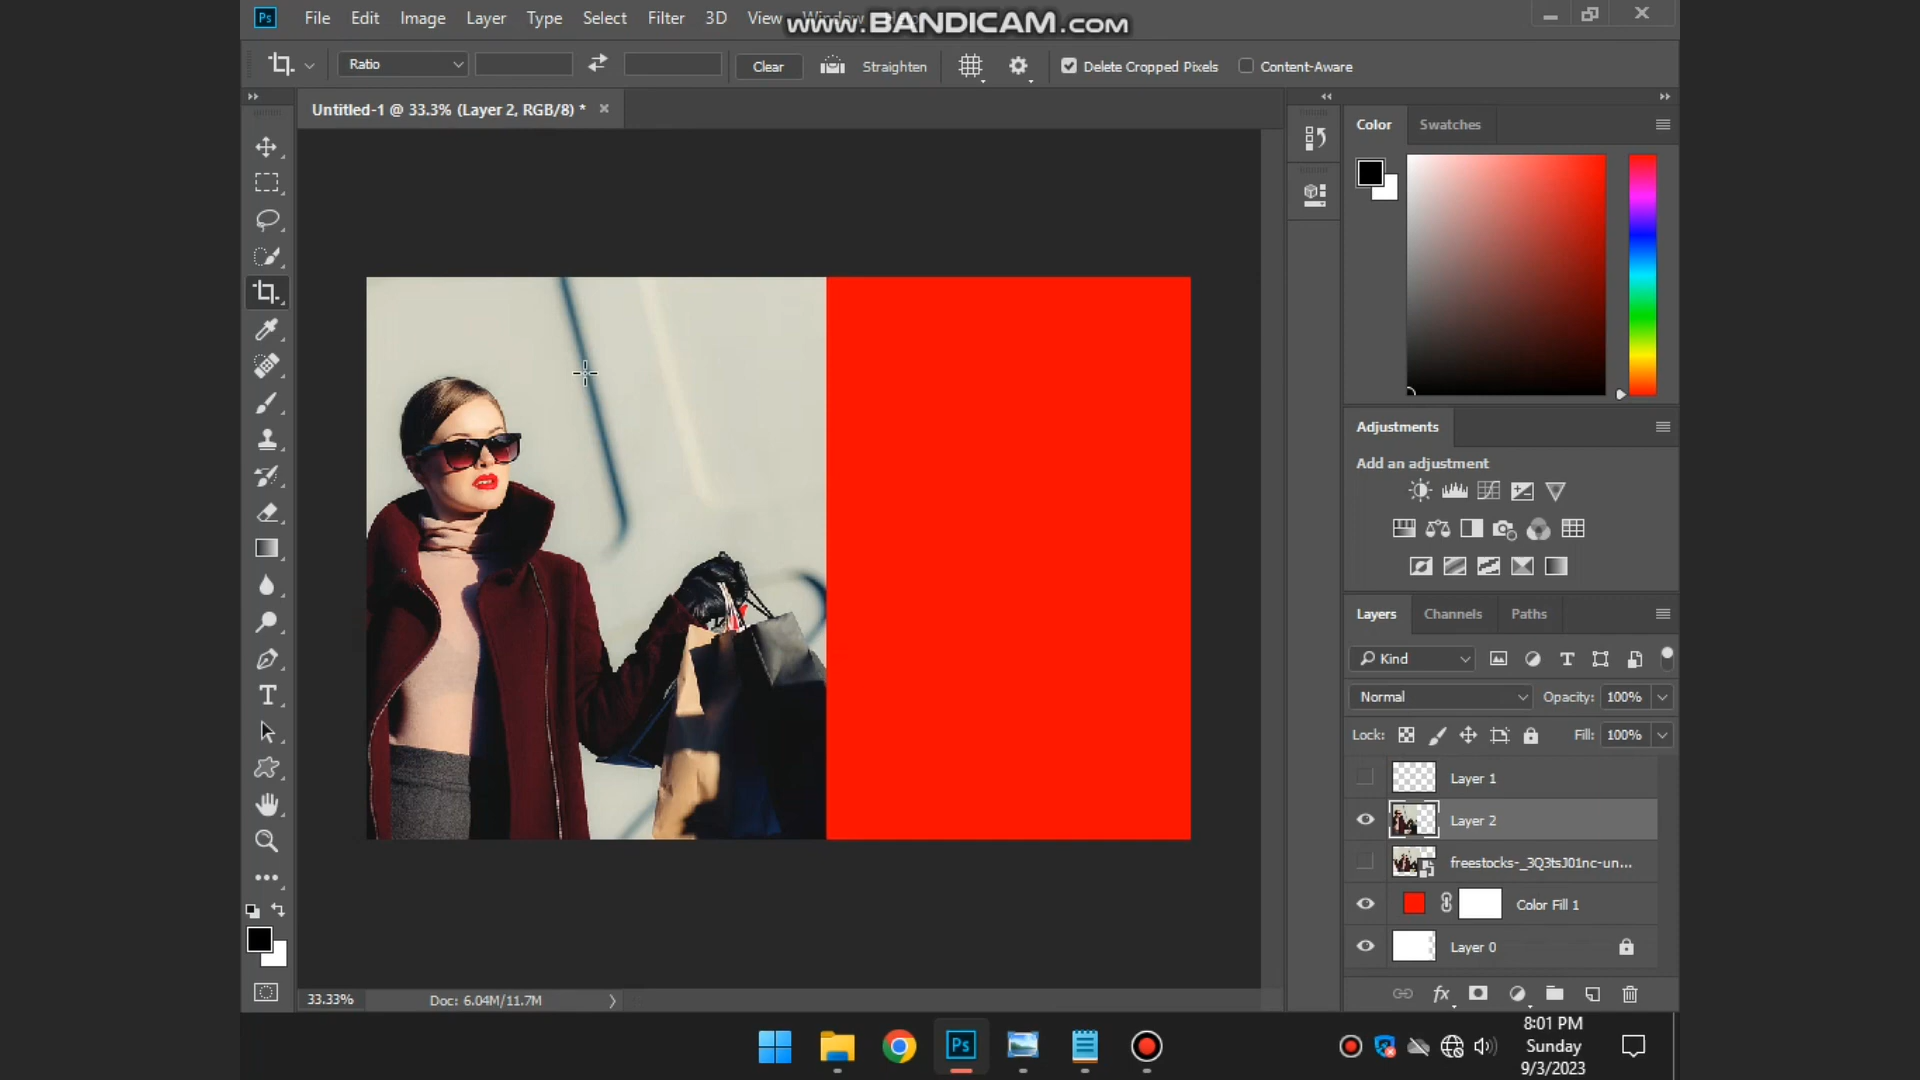 Ps File Edit Image Layer Type Select Filter 3D View
www.BANDICAM.com
Ratio Clear Straighten Delete Cropped Pixels Content-Aware
Untitled-1 @ 33.3% (Layer 2, RGB/8) *
Color Swatches
Adjustments
Add an adjustment
Layers Channels Paths
Kind
Normal Opacity: 100%
Lock: Fill: 100%
Layer 1
Layer 2
freestocks-_3Q3tsJ01nc-un...
Color Fill 1
Layer 0
33.33% Doc: 6.04M/11.7M
Ps
8:01 PM
Sunday
9/3/2023